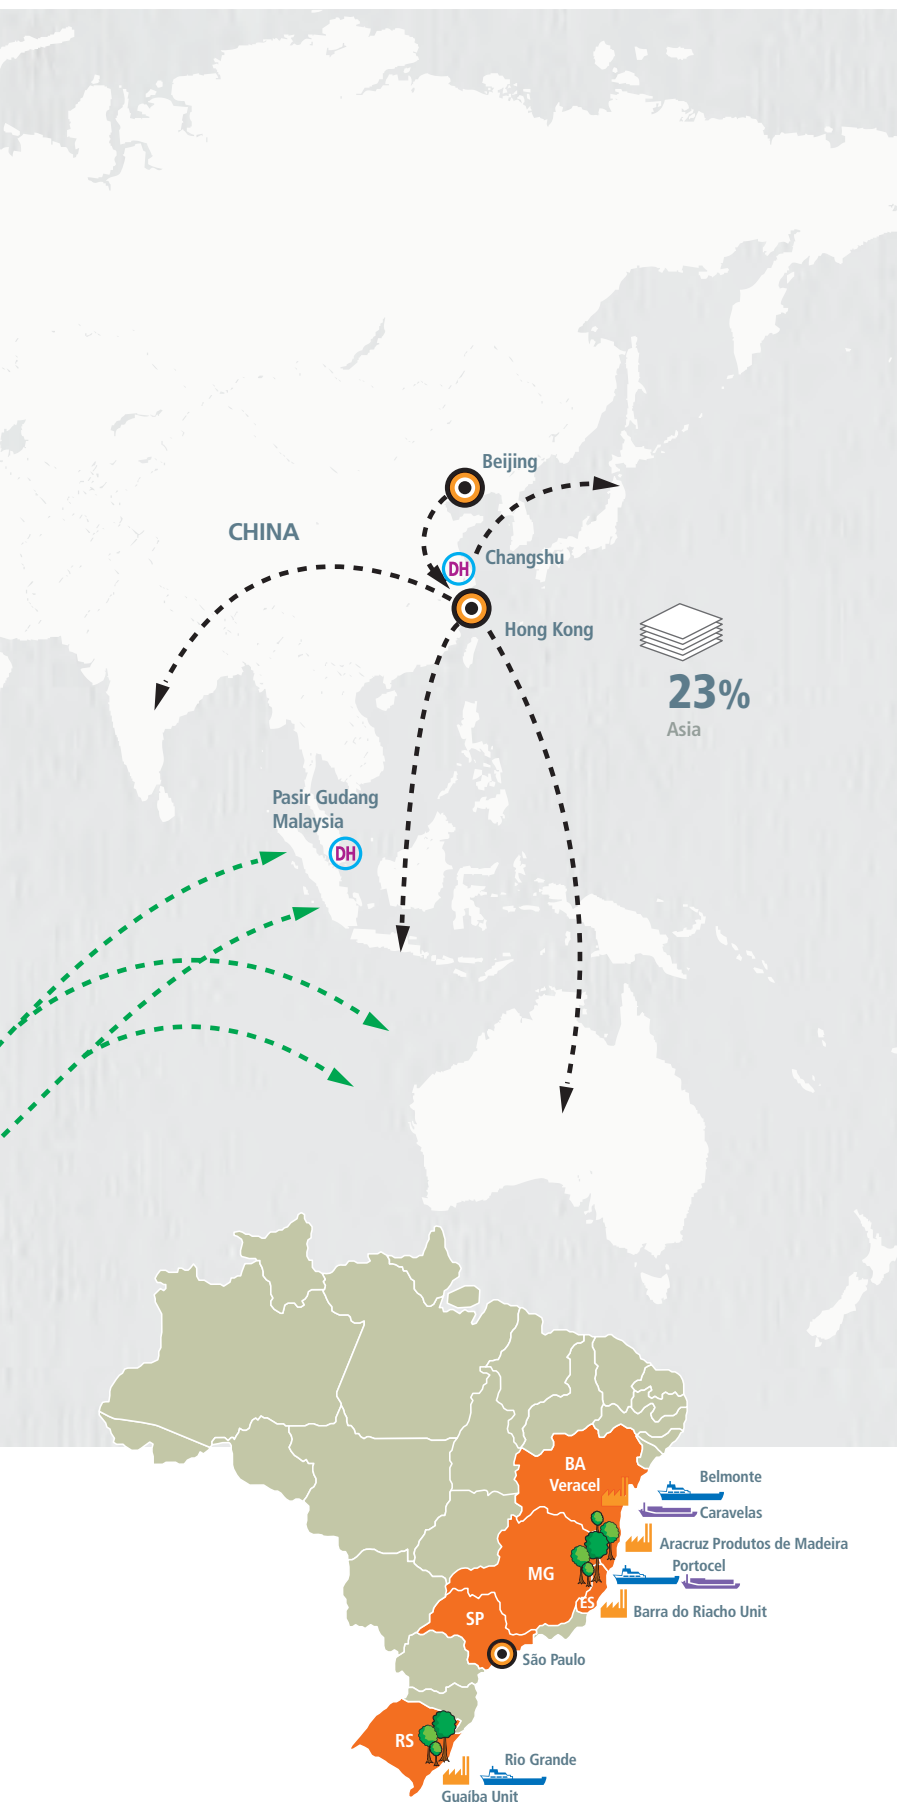 Beijing
CHINA
DH
Changshu
Hong Kong
23%
Asia
Pasir Gudang
Malaysia
DH
BA
Veracel
Belmonte
Caravelas
Aracruz Produtos de Madeira
Portocel
MG
ES
Barra do Riacho Unit
SP
São Paulo
RS
Rio Grande
Guaíba Unit